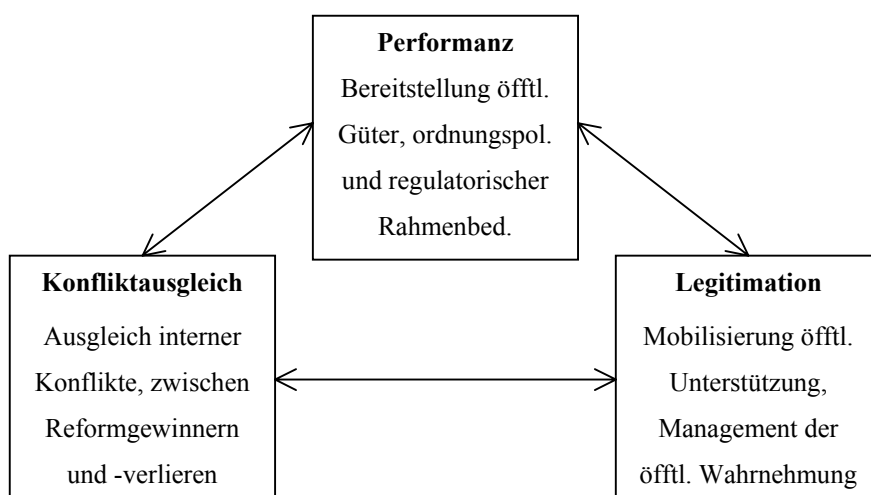 Performanz
Bereitstellung öfftl.
Güter, ordnungspol.
und regulatorischer
Rahmenbed.
Konfliktausgleich
Ausgleich interner
Konflikte, zwischen
Reformgewinnern
und -verlieren
Legitimation
Mobilisierung öfftl.
Unterstützung,
Management der
öfftl. Wahrnehmung